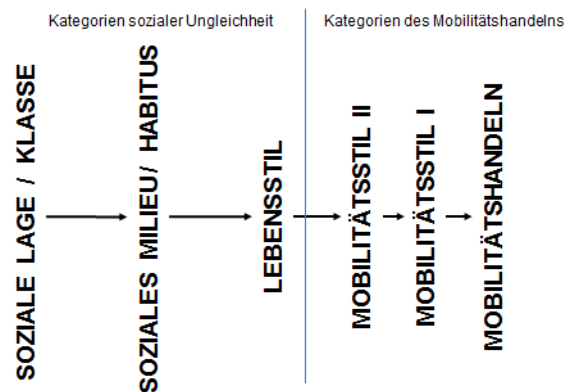 Kategorien sozialer Ungleichheit
Kategorien des Mobilitätshandelns
SOZIALE LAGE / KLASSE
SOZIALES MILIEU/ HABITUS
LEBENSSTIL
MOBILITÄTSSTIL II
MOBILITÄTSSTIL I
MOBILITÄTSHANDELN